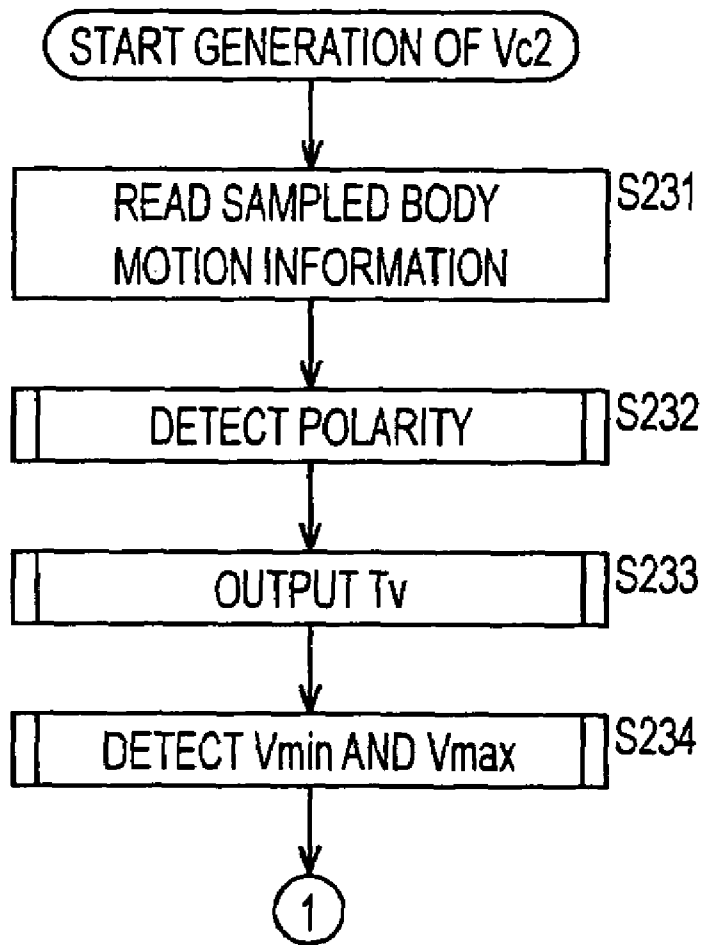 START GENERATION OF Vc2
READ SAMPLED BODY
MOTION INFORMATION
S231
DETECT POLARITY
S232
OUTPUT Tv
S233
DETECT Vmin AND Vmax
S234
1